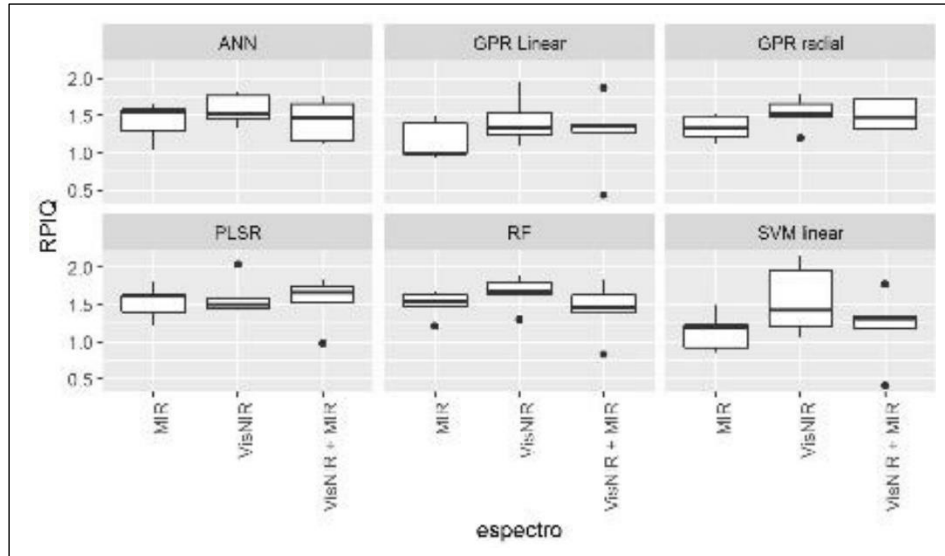 ANN GPR Linear GPR radial
2.0
1.5
1.0
0.5
PLSR RF SVM linear
2.0
1.5
1.0
0.5
RPIQ
MIR
VisNIR
VisNIR + MIR
MIR
VisNIR
VisNIR + MIR
MIR
VisNIR
VisNIR + MIR
espectro